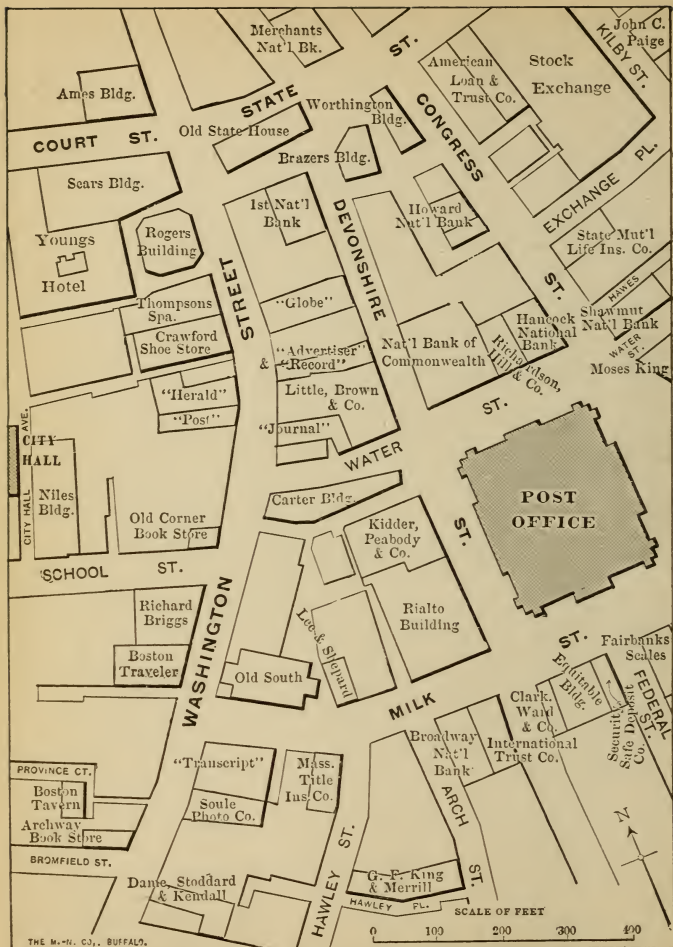 Merchants
Nat'l Bk.
ST.
KILBY ST.
John C.
Paige
American
Loan &
Trust Co.
Stock
Exchange
Ames Bldg.
STATE
Worthington
Bldg.
CONGRESS
COURT ST.
Old State House
Brazers Bldg.
EXCHANGE PL.
Sears Bldg.
1st Nat'l
Bank
DEVONSHIRE
Howard
Nat'l Bank
Youngs
Hotel
Rogers
Building
State Mut'l
Life Ins. Co.
STREET
HAWES
ST.
Thompsons
Spa.
"Globe"
Hancock
National
Bank
Shawmut
Nat'l Bank
Crawford
Shoe Store
"Advertiser"
& "Record"
Nat'l Bank of
Commonwealth
Richardson,
Hill & Co.
WATER
ST.
Moses King
"Herald"
Little, Brown
& Co.
ST.
"Post"
"Journal"
CITY HALL AVE.
CITY
HALL
WATER
Niles
Bldg.
Carter Bldg.
POST
OFFICE
Old Corner
Book Store
Kidder,
Peabody
& Co.
ST.
SCHOOL ST.
WASHINGTON
Richard
Briggs
Lee & Shepard
Rialto
Building
ST.
Fairbanks
Scales
Boston
Traveler
Old South
Equitable
Bldg.
FEDERAL
ST.
MILK
Clark.
Ward
& Co.
Security
Safe Deposit
Co.
Broadway
Nat'l
Bank
International
Trust Co.
PROVINCE CT.
"Transcript"
Mass.
Title
Ins. Co.
Boston
Tavern
Soule
Photo Co.
ARCH
ST.
N
Archway
Book Store
BROMFIELD ST.
HAWLEY ST.
Dame, Stoddard
& Kendall
G. F. King
& Merrill
HAWLEY PL.
SCALE OF FEET
0 100 200 300 400
THE M.-N. CO., BUFFALO.